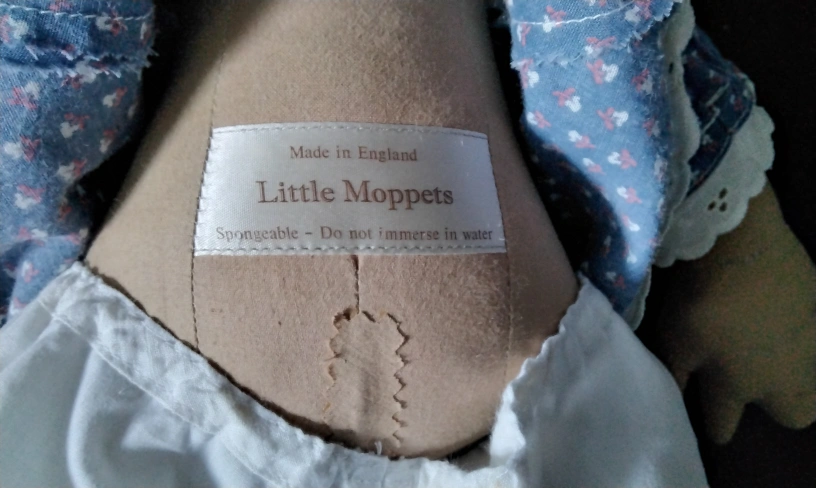 Made in England
Little Moppets
Spongeable - Do not immerse in water